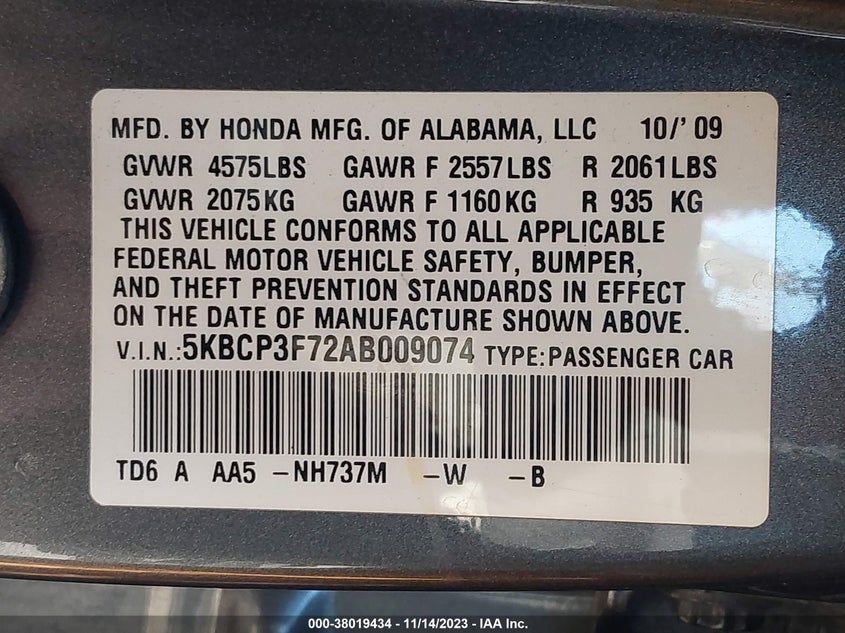 MFD. BY HONDA MFG. OF ALABAMA, LLC 10/'09
GVWR 4575LBS GAWR F 2557LBS R 2061LBS
GVWR 2075KG GAWR F 1160KG R 935 KG
THIS VEHICLE CONFORMS TO ALL APPLICABLE
FEDERAL MOTOR VEHICLE SAFETY, BUMPER,
AND THEFT PREVENTION STANDARDS IN EFFECT
ON THE DATE OF MANUFACTURE SHOWN ABOVE.
V.I.N.:5KBCP3F72AB009074 TYPE:PASSENGER CAR
TD6 A AA5 -NH737M -W -B
000-38019434 - 11/14/2023 - IAA Inc.